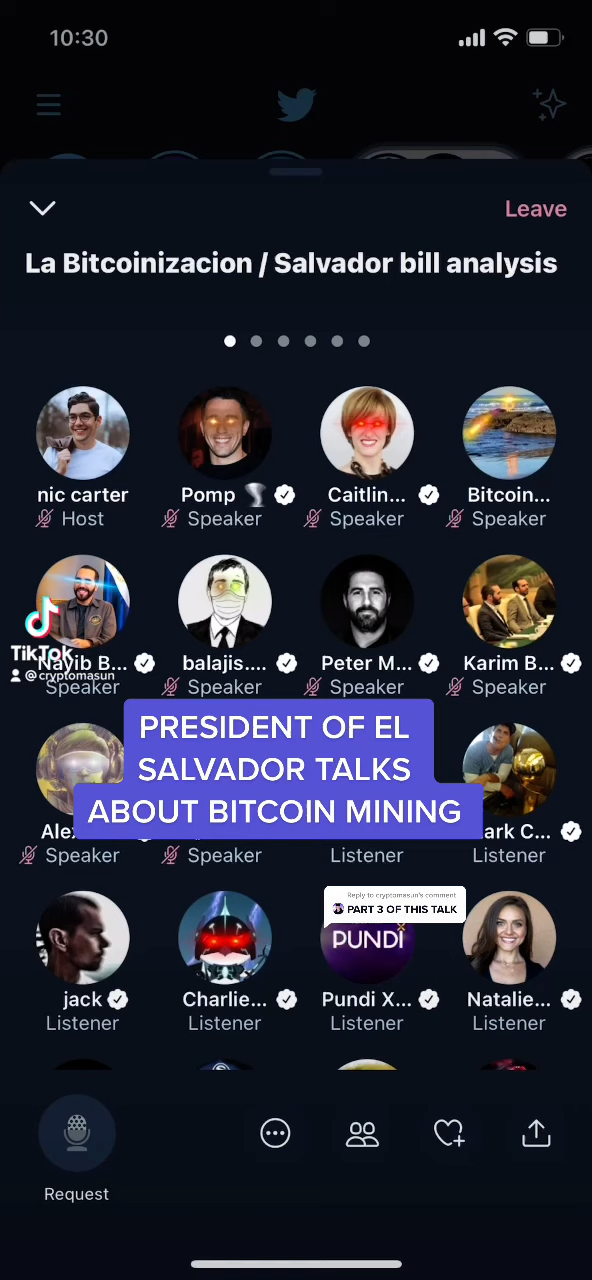 10:30
Leave
La Bitcoinizacion / Salvador bill analysis
nic carter
Host
Pomp
Speaker
Caitlin...
Speaker
Bitcoin...
Speaker
Nayib B...
Speaker
balajis....
Speaker
Peter M...
Speaker
Karim B...
Speaker
TikTok
@cryptomasun
PRESIDENT OF EL
SALVADOR TALKS
ABOUT BITCOIN MINING
Speaker
Speaker
Listener
Listener
Reply to cryptomasun's comment
PART 3 OF THIS TALK
PUNDI X
jack
Listener
Charlie...
Listener
Pundi X...
Listener
Natalie...
Listener
Request